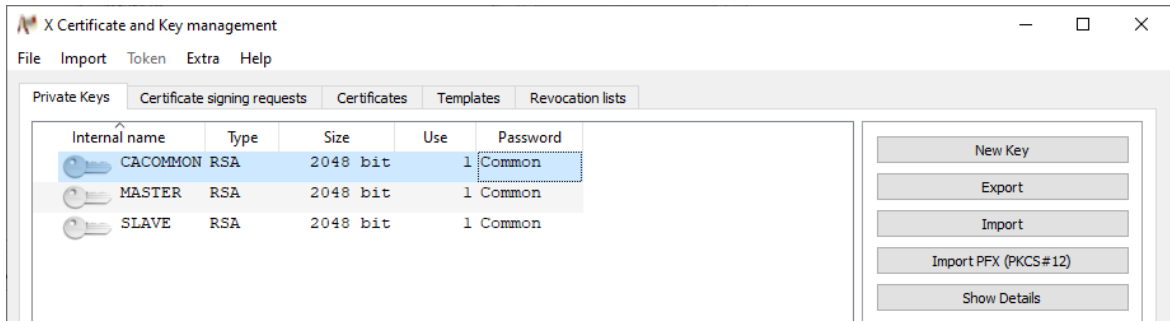 X Certificate and Key management
File Import Token Extra Help
Private Keys Certificate signing requests Certificates Templates Revocation lists
Internal name Type Size Use Password
CACOMMON RSA 2048 bit 1 Common
MASTER RSA 2048 bit 1 Common
SLAVE RSA 2048 bit 1 Common
New Key
Export
Import
Import PFX (PKCS#12)
Show Details